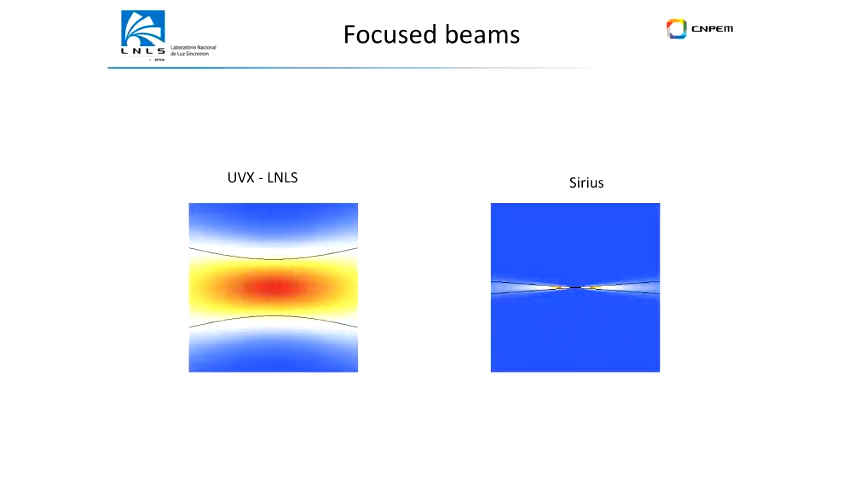 Focused beams
LNLS
Laboratório Nacional
de Luz Síncrotron
CNPEM
UVX - LNLS
Sirius